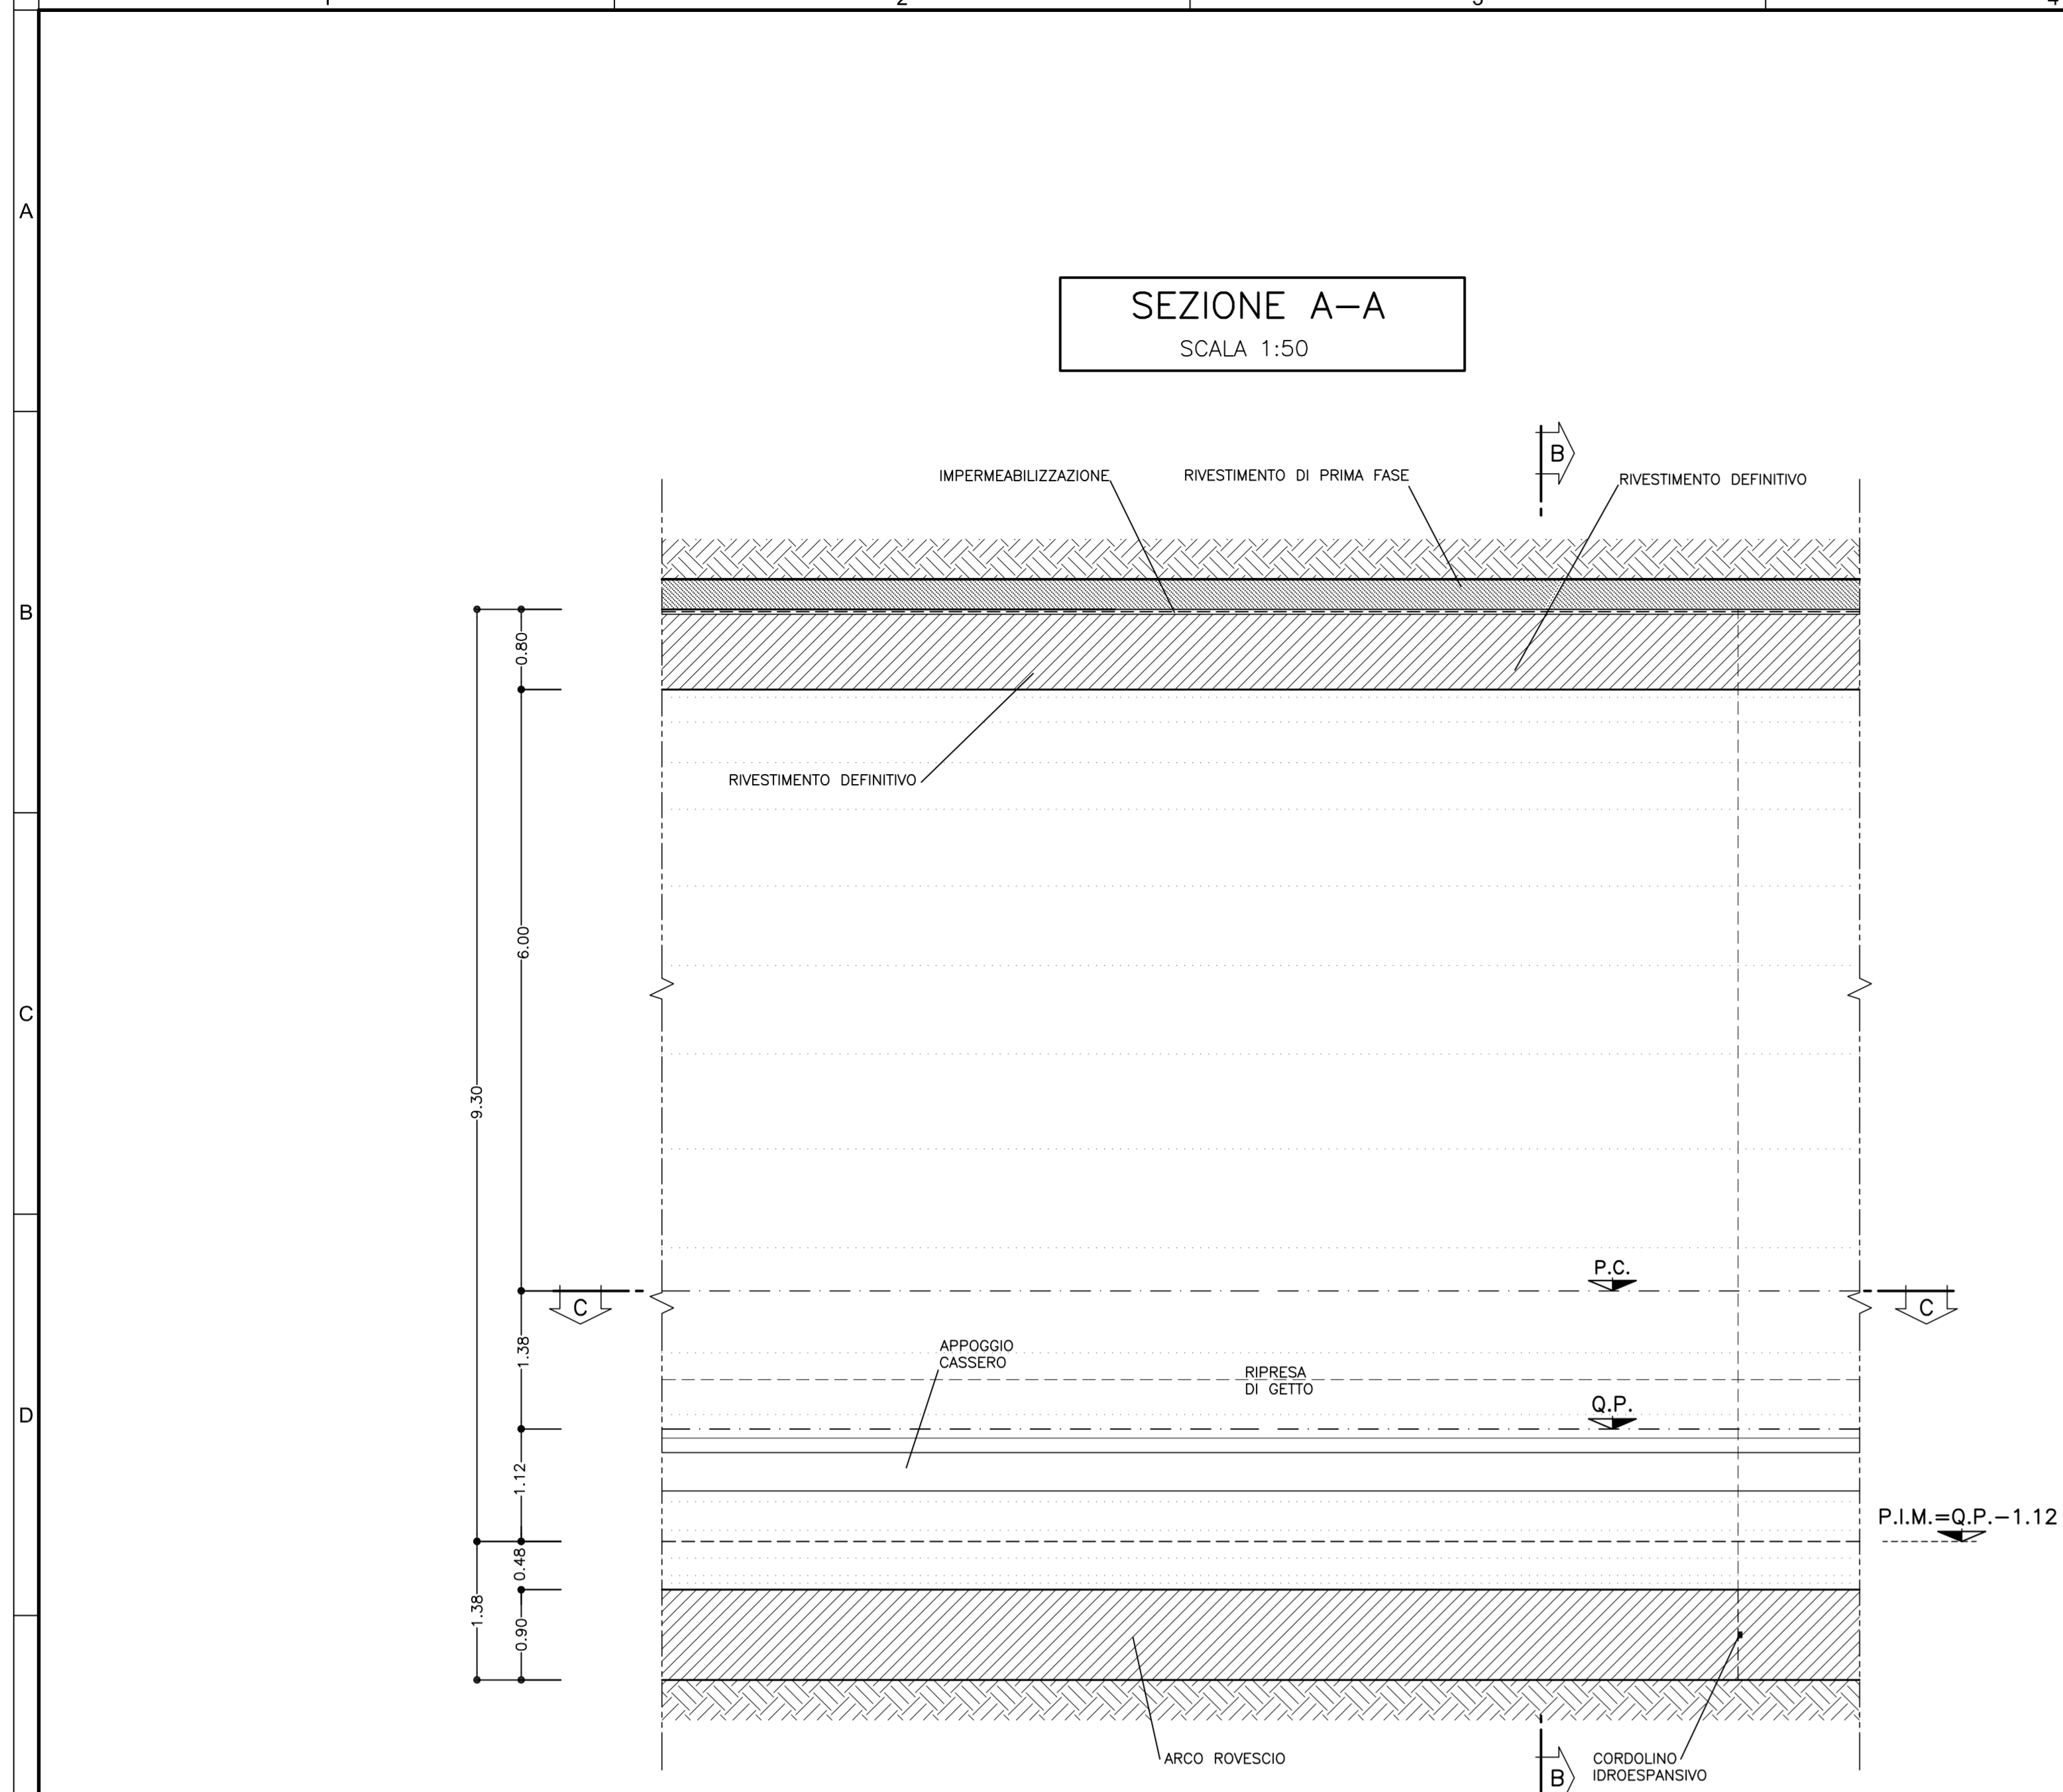 2
A
SEZIONE A-A
SCALA 1:50
B
IMPERMEABILIZZAZIONE
RIVESTIMENTO DI PRIMA FASE
RIVESTIMENTO DEFINITIVO
B
0.80
RIVESTIMENTO DEFINITIVO
6.00
C
9.30
P.C.
C
C
1.38
APPOGGIO
CASSERO
RIPRESA
DI GETTO
Q.P.
D
1.12
P.I.M.=Q.P.-1.12
0.48
1.38
0.90
ARCO ROVESCIO
CORDOLINO
IDROESPANSIVO
B